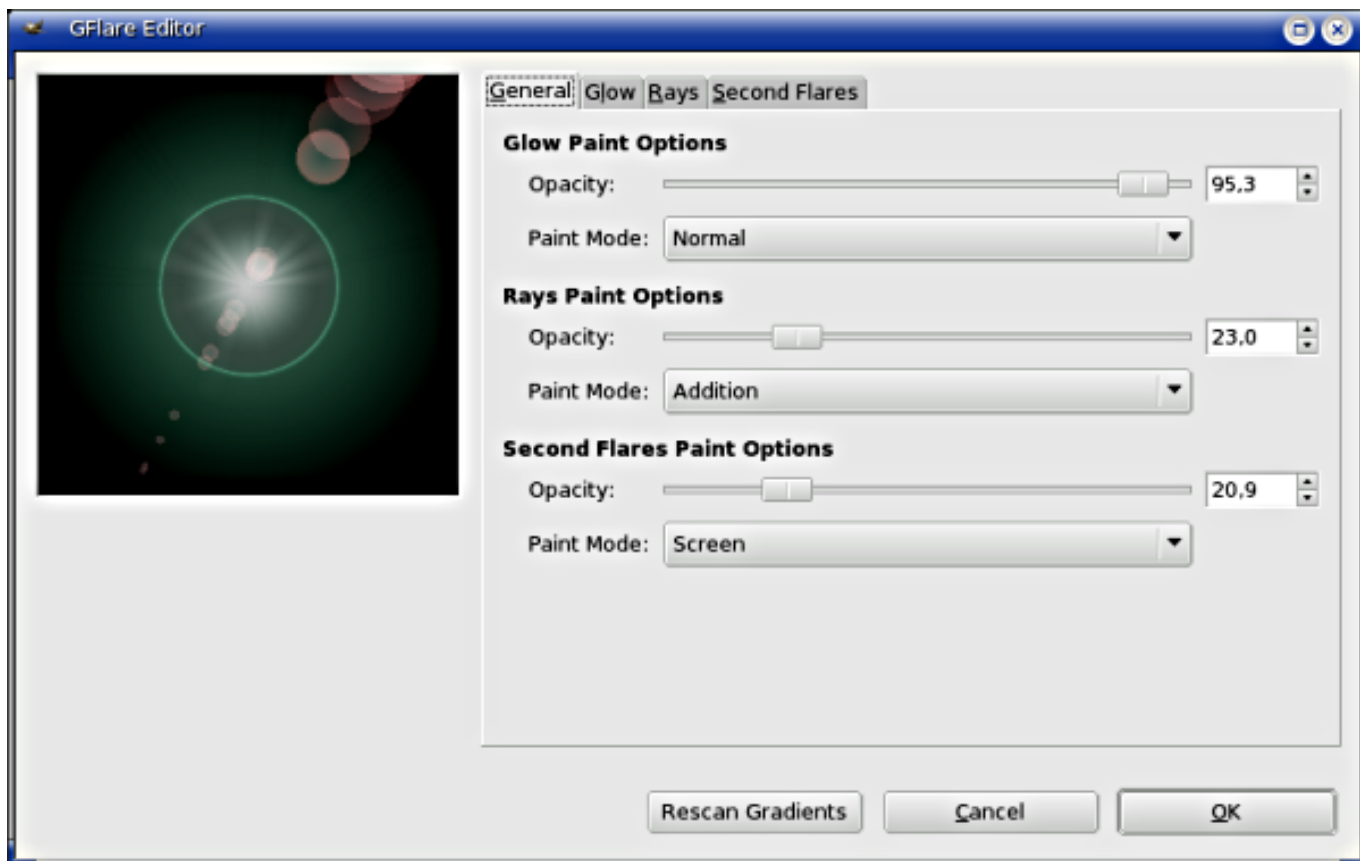 GFlare Editor
General Glow Rays Second Flares
Glow Paint Options
Opacity: 95,3
Paint Mode: Normal
Rays Paint Options
Opacity: 23,0
Paint Mode: Addition
Second Flares Paint Options
Opacity: 20,9
Paint Mode: Screen
Rescan Gradients Cancel OK